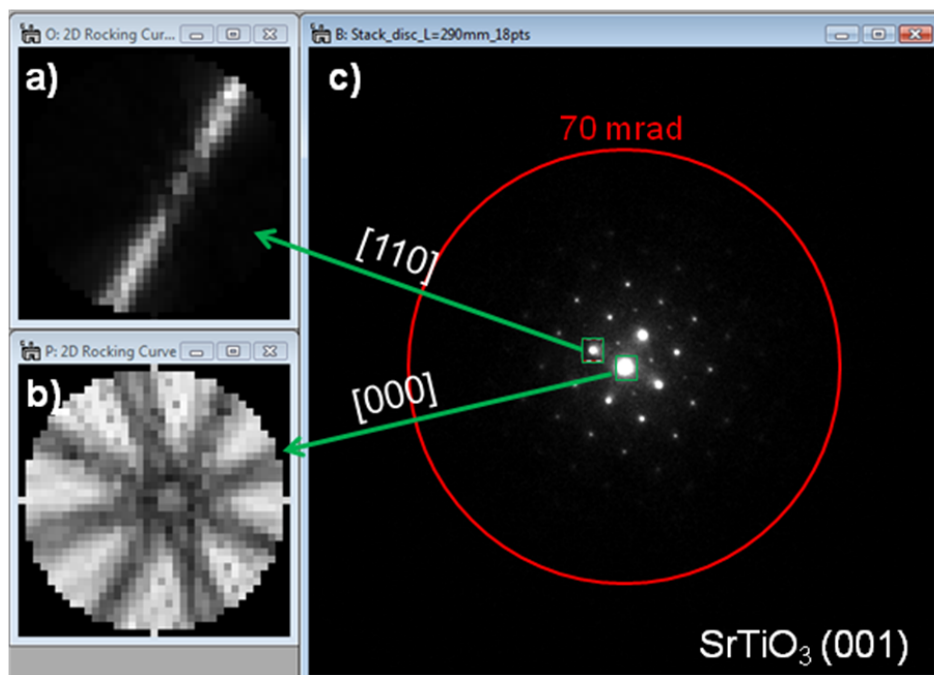 O: 2D Rocking Cur...
a)
B: Stack_disc_L=290mm_18pts
c)
70 mrad
[110]
P: 2D Rocking Curve
b)
[000]
SrTiO₃ (001)